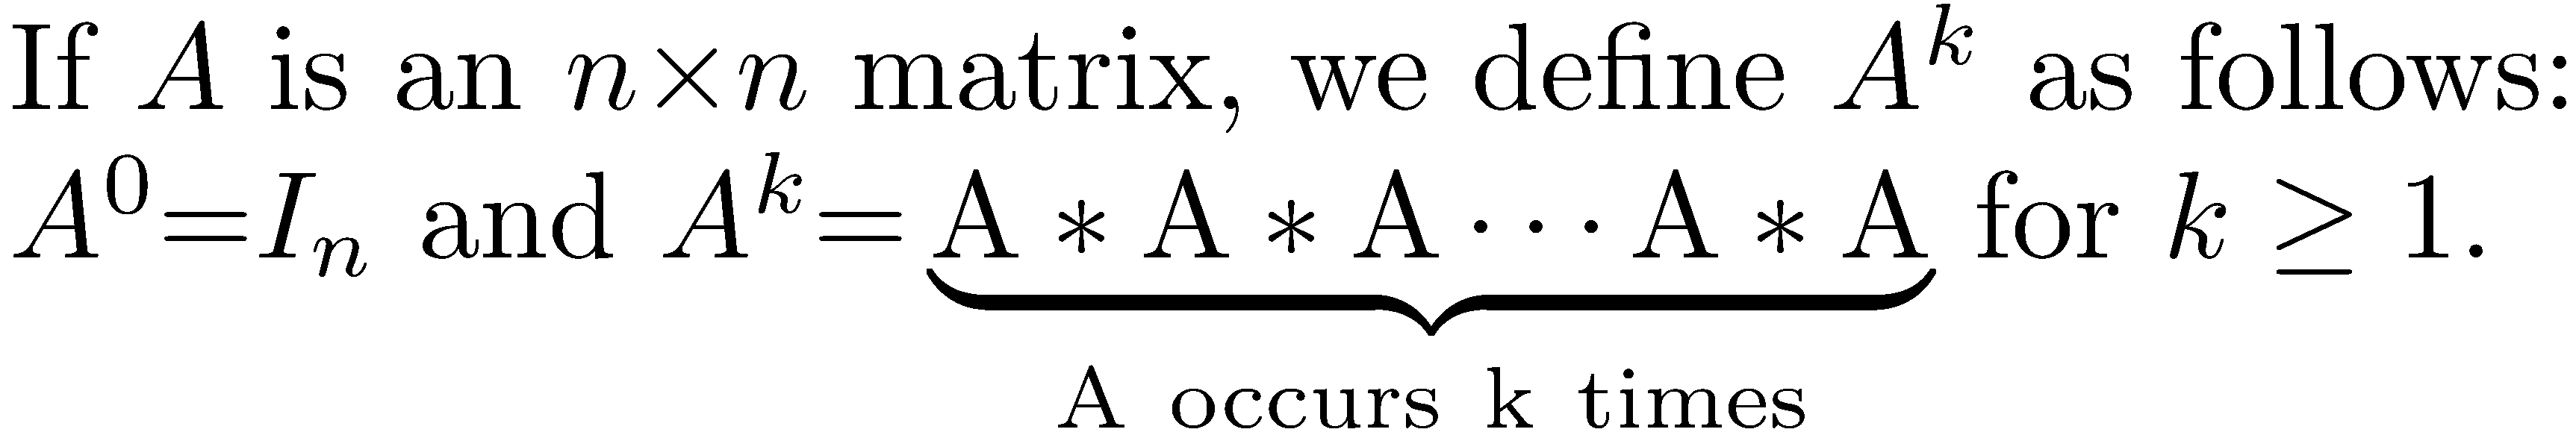 If A is an n×n matrix, we define A^k as follows:
A^0=I_n and A^k=A * A * A ··· A * A for k ≥ 1.
A occurs k times